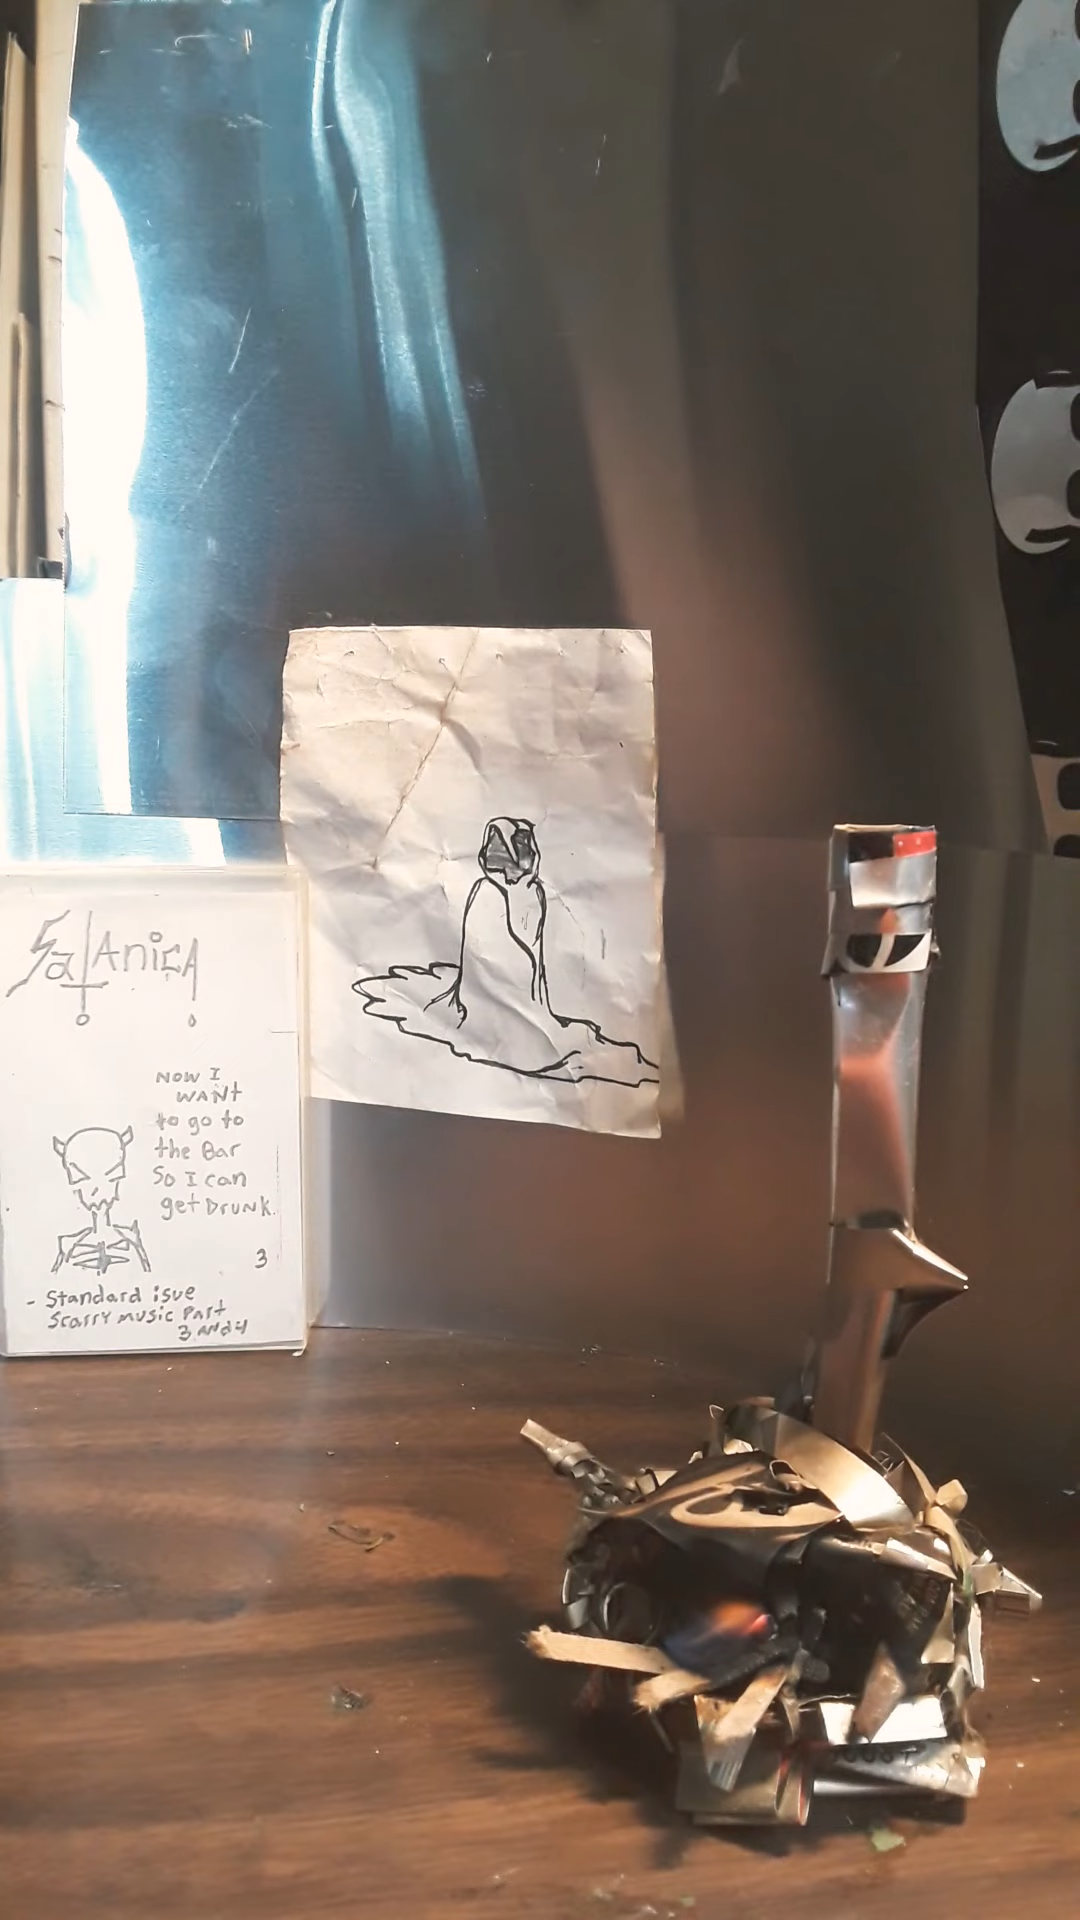 SatAnicA
NOW I
WANt
to go to
the Bar
So I can
get Drunk.
3
- Standard isue
Scarry music Part
3 and 4